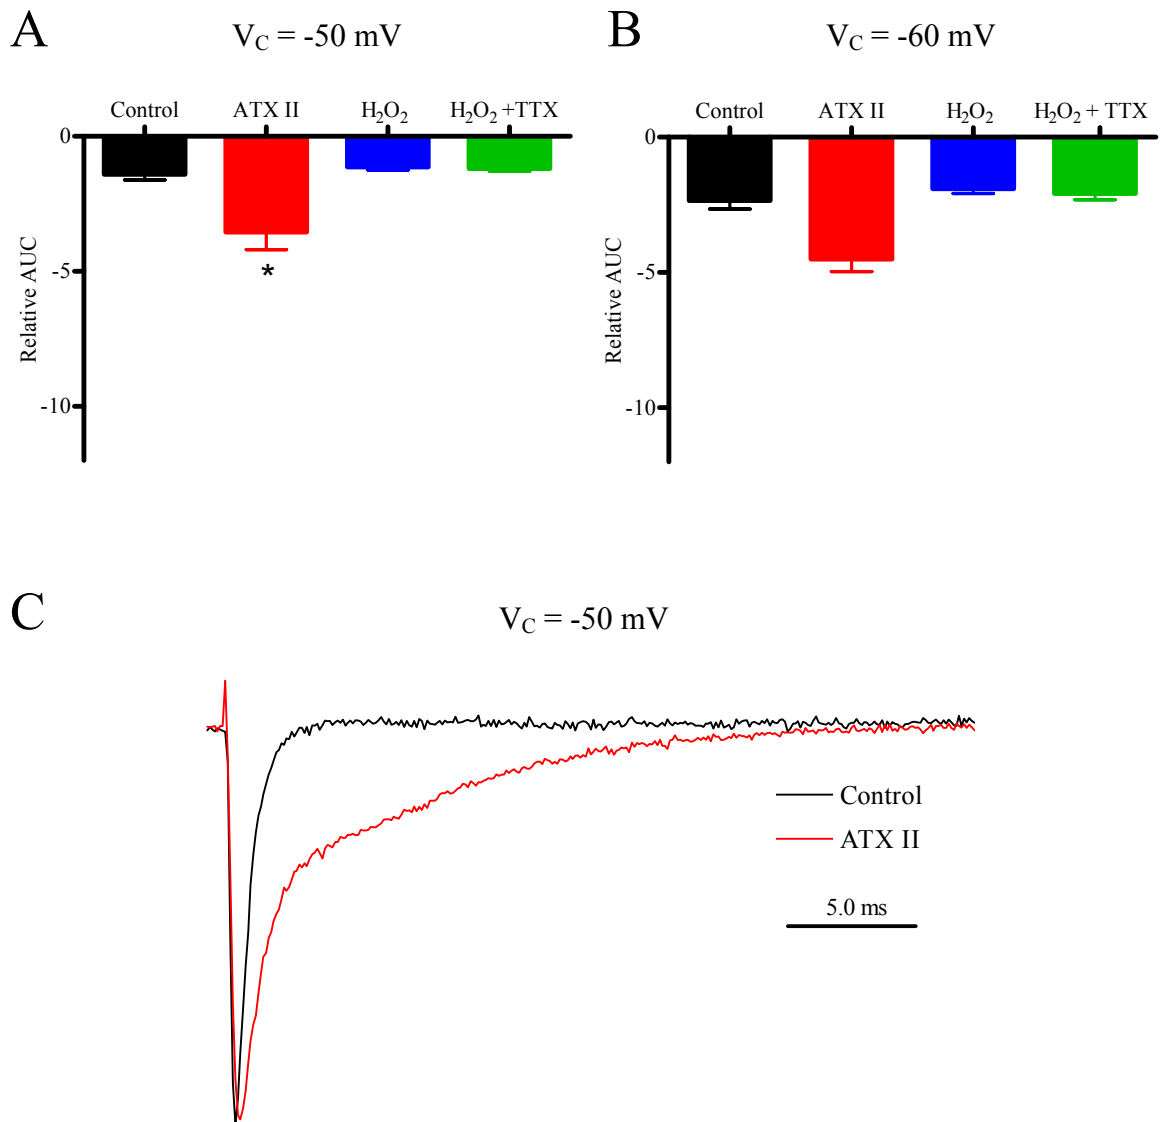 A
V_C = -50 mV
Control ATX II H₂O₂ H₂O₂ +TTX
0
-5
-10
Relative AUC
*
B
V_C = -60 mV
Control ATX II H₂O₂ H₂O₂ + TTX
0
-5
-10
Relative AUC
C
V_C = -50 mV
Control
ATX II
5.0 ms